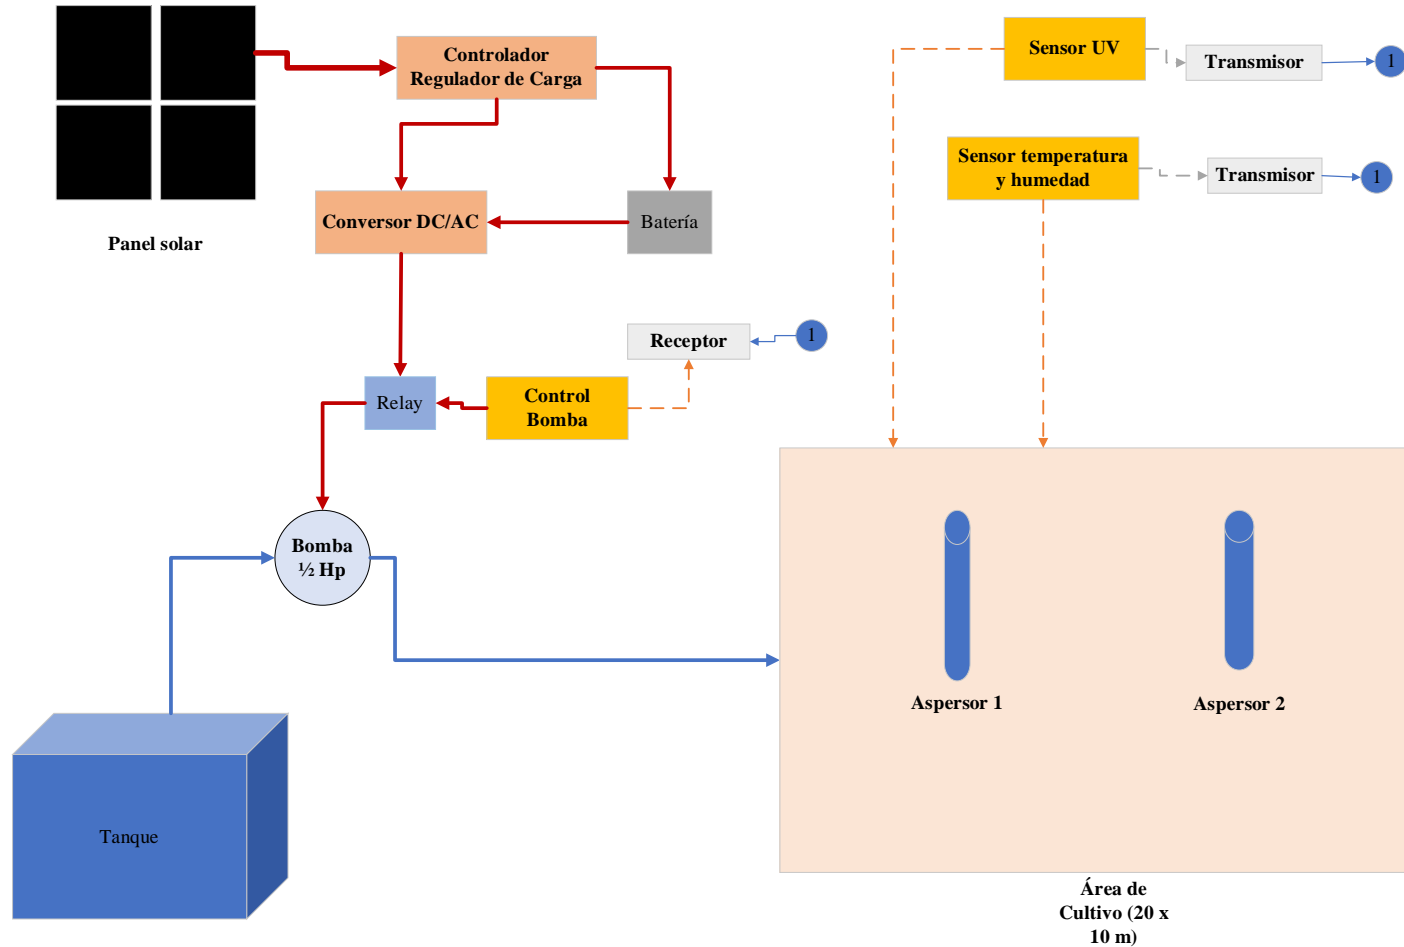 Controlador
Regulador de Carga
Sensor UV
Transmisor
1
Sensor temperatura
y humedad
Transmisor
1
Panel solar
Conversor DC/AC
Batería
Receptor
1
Relay
Control
Bomba
Bomba
½ Hp
Aspersor 1
Aspersor 2
Tanque
Área de
Cultivo (20 x
10 m)